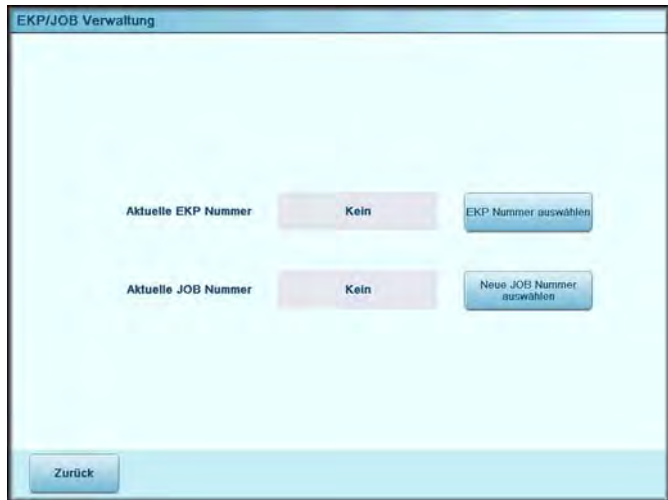 EKP/JOB Verwaltung
Aktuelle EKP Nummer Kein EKP Nummer auswählen
Aktuelle JOB Nummer Kein Neue JOB Nummer
auswählen
Zurück